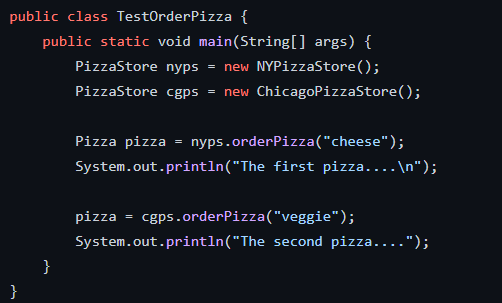 public class TestOrderPizza {
    public static void main(String[] args) {
        PizzaStore nyps = new NYPizzaStore();
        PizzaStore cgps = new ChicagoPizzaStore();

        Pizza pizza = nyps.orderPizza("cheese");
        System.out.println("The first pizza....\n");

        pizza = cgps.orderPizza("veggie");
        System.out.println("The second pizza....");
    }
}